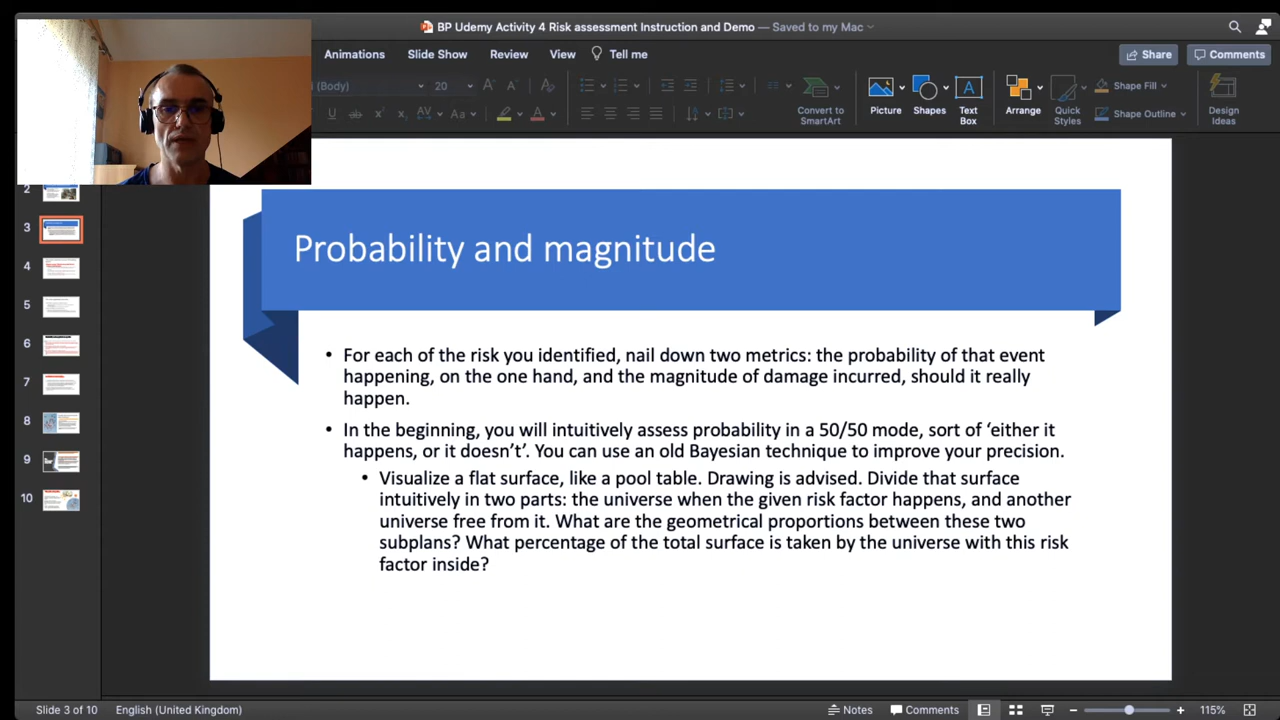 BP Udemy Activity 4 Risk assessment Instruction and Demo — Saved to my Mac
Animations Slide Show Review View Tell me Share Comments
(Body) 20
Aa
Convert to
SmartArt
Picture Shapes Text
Box
Arrange Quick
Styles
Shape Fill
Shape Outline
Design
Ideas
2
3
4
5
6
7
8
9
10
Probability and magnitude
• For each of the risk you identified, nail down two metrics: the probability of that event
happening, on the one hand, and the magnitude of damage incurred, should it really
happen.
• In the beginning, you will intuitively assess probability in a 50/50 mode, sort of ‘either it
happens, or it doesn’t’. You can use an old Bayesian technique to improve your precision.
• Visualize a flat surface, like a pool table. Drawing is advised. Divide that surface
intuitively in two parts: the universe when the given risk factor happens, and another
universe free from it. What are the geometrical proportions between these two
subplans? What percentage of the total surface is taken by the universe with this risk
factor inside?
Slide 3 of 10 English (United Kingdom) Notes Comments 115%